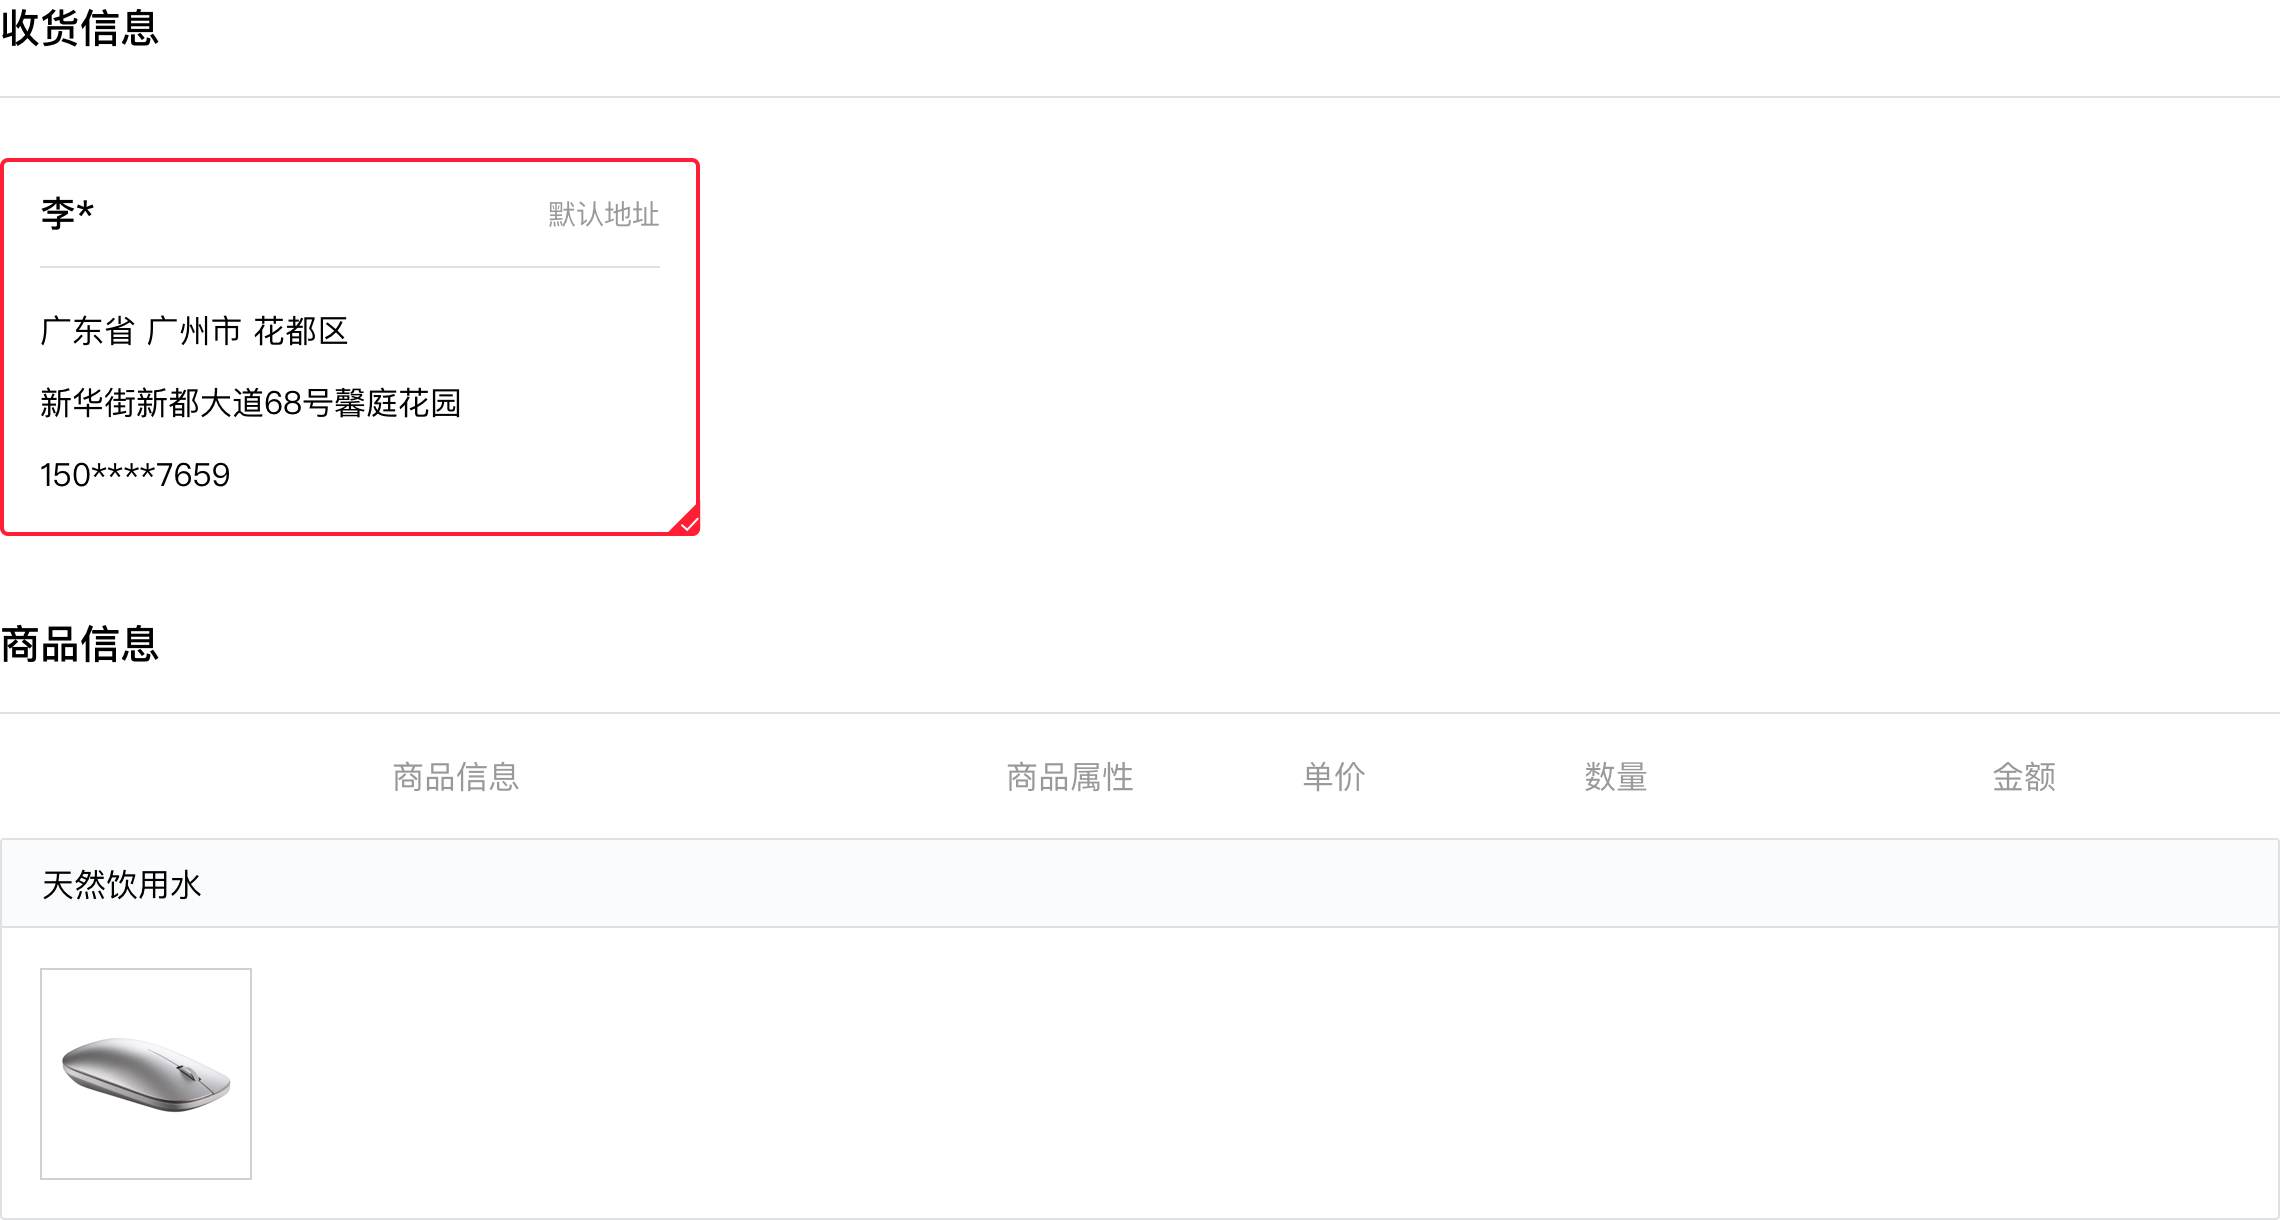 收货信息
李*
默认地址
广东省 广州市 花都区
新华街新都大道68号馨庭花园
150****7659
商品信息
商品信息 商品属性 单价 数量 金额
天然饮用水